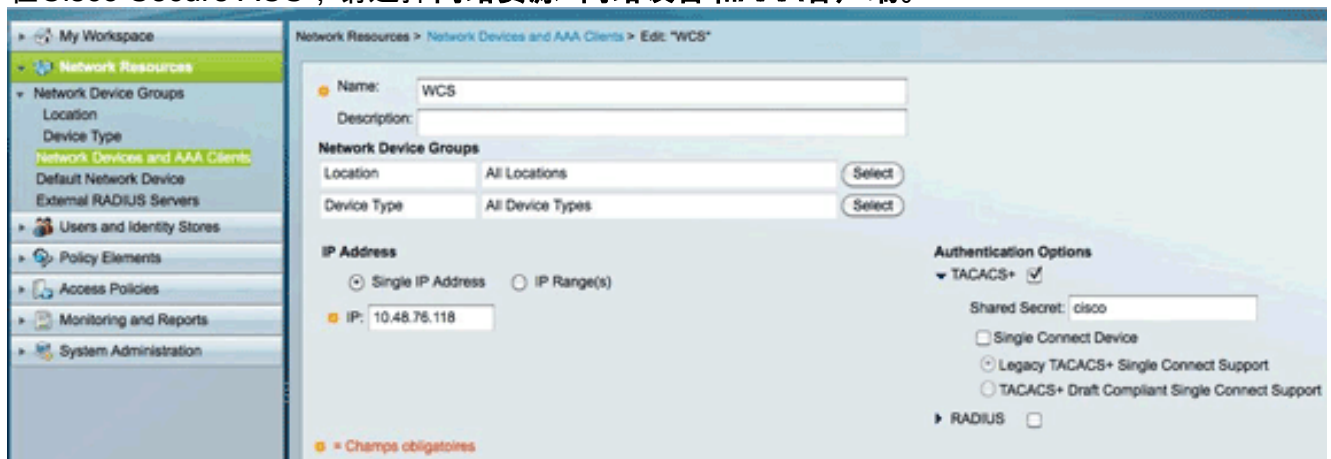 My Workspace
Network Resources
Network Device Groups
Location
Device Type
Network Devices and AAA Clients
Default Network Device
External RADIUS Servers
Users and Identity Stores
Policy Elements
Access Policies
Monitoring and Reports
System Administration
Network Resources > Network Devices and AAA Clients > Edit: "WCS"
Name: WCS
Description:
Network Device Groups
Location All Locations Select
Device Type All Device Types Select
IP Address
Single IP Address IP Range(s)
IP: 10.48.76.118
= Champs obligatoires
Authentication Options
TACACS+
Shared Secret: cisco
Single Connect Device
Legacy TACACS+ Single Connect Support
TACACS+ Draft Compliant Single Connect Support
RADIUS